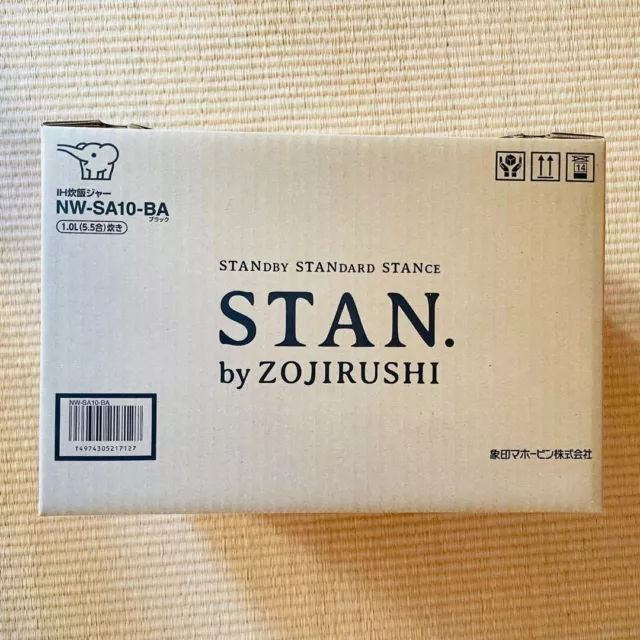 IH炊飯ジャー
NW-SA10-BA
ブラック
1.0L(5.5合)炊き
14
STANDBY STANDARD STANCE
STAN.
by ZOJIRUSHI
NW-SA10-BA
4974305217127
象印マホービン株式会社